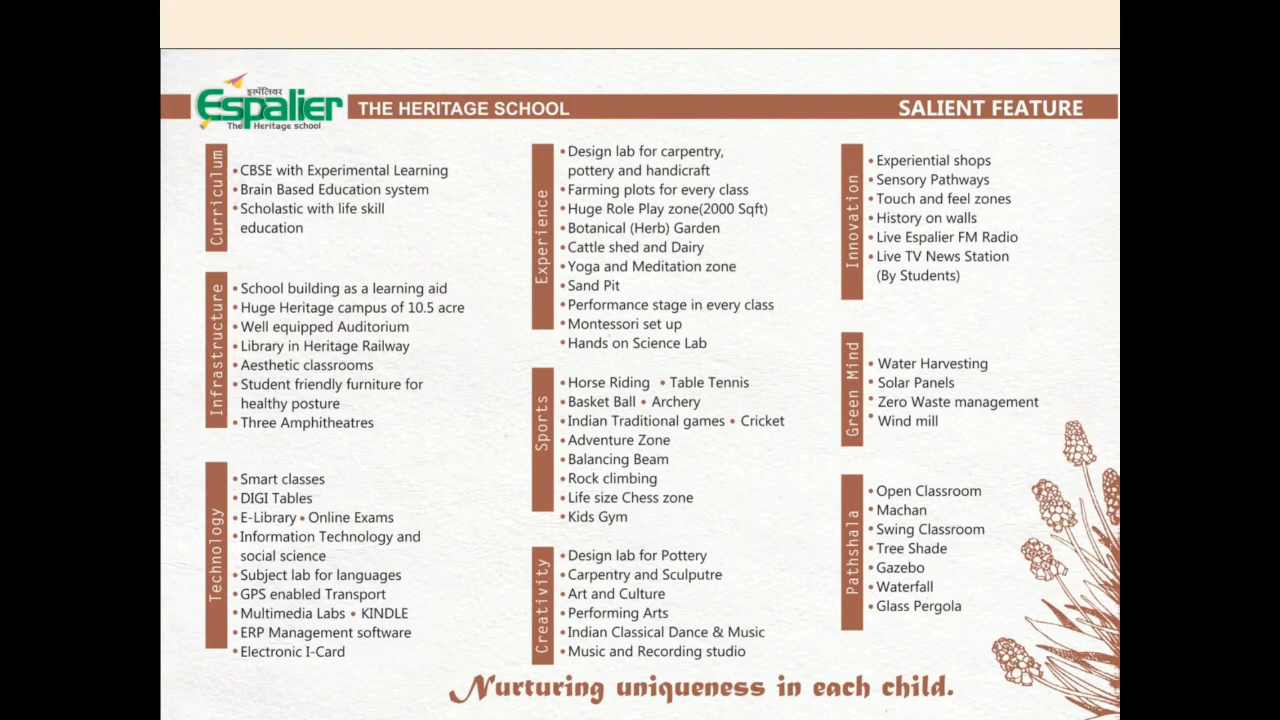 इस्पॅलियर
Espalier
The Heritage school
THE HERITAGE SCHOOL
SALIENT FEATURE
Curriculum
• CBSE with Experimental Learning
• Brain Based Education system
• Scholastic with life skill
education
Infrastructure
• School building as a learning aid
• Huge Heritage campus of 10.5 acre
• Well equipped Auditorium
• Library in Heritage Railway
• Aesthetic classrooms
• Student friendly furniture for
healthy posture
• Three Amphitheatres
Technology
• Smart classes
• DIGI Tables
• E-Library • Online Exams
• Information Technology and
social science
• Subject lab for languages
• GPS enabled Transport
• Multimedia Labs • KINDLE
• ERP Management software
• Electronic I-Card
Experience
• Design lab for carpentry,
pottery and handicraft
• Farming plots for every class
• Huge Role Play zone(2000 Sqft)
• Botanical (Herb) Garden
• Cattle shed and Dairy
• Yoga and Meditation zone
• Sand Pit
• Performance stage in every class
• Montessori set up
• Hands on Science Lab
Sports
• Horse Riding • Table Tennis
• Basket Ball • Archery
• Indian Traditional games • Cricket
• Adventure Zone
• Balancing Beam
• Rock climbing
• Life size Chess zone
• Kids Gym
Creativity
• Design lab for Pottery
• Carpentry and Sculputre
• Art and Culture
• Performing Arts
• Indian Classical Dance & Music
• Music and Recording studio
Innovation
• Experiential shops
• Sensory Pathways
• Touch and feel zones
• History on walls
• Live Espalier FM Radio
• Live TV News Station
(By Students)
Green Mind
• Water Harvesting
• Solar Panels
• Zero Waste management
• Wind mill
Pathshala
• Open Classroom
• Machan
• Swing Classroom
• Tree Shade
• Gazebo
• Waterfall
• Glass Pergola
Nurturing uniqueness in each child.